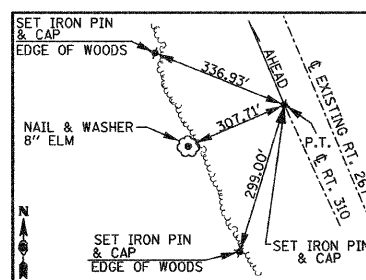 SET IRON PIN
& CAP
EDGE OF WOODS
336.93'
AHEAD
₵ EXISTING RT. 267
307.71'
NAIL & WASHER
8" ELM
P.T.
₵ RT. 310
299.00'
N
SET IRON PIN
& CAP
EDGE OF WOODS
SET IRON PIN
& CAP